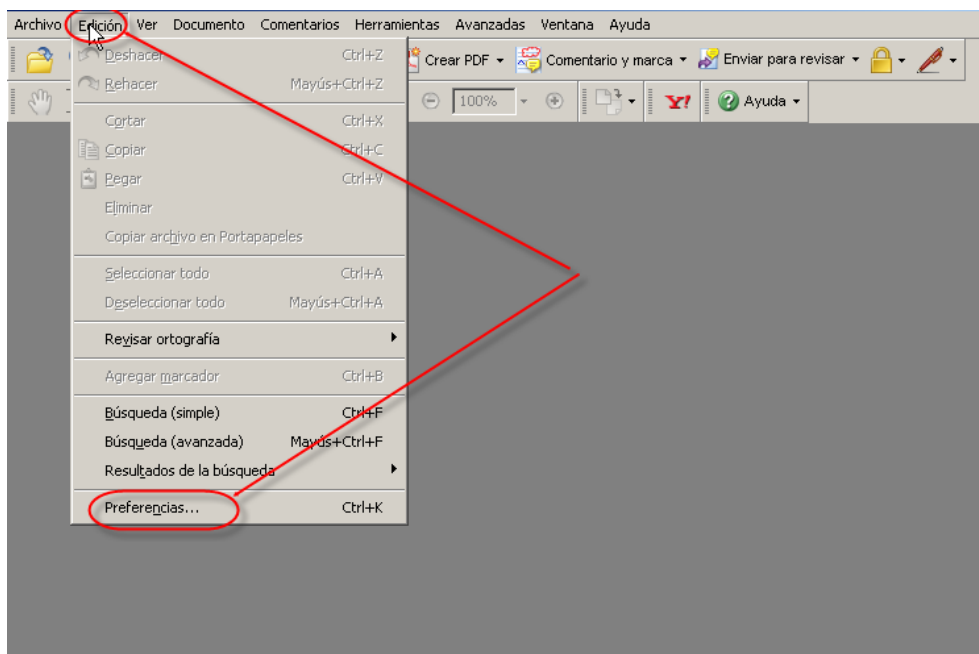 Archivo Edición Ver Documento Comentarios Herramientas Avanzadas Ventana Ayuda
Crear PDF Comentario y marca Enviar para revisar
100% Y! Ayuda
Deshacer Ctrl+Z
Rehacer Mayús+Ctrl+Z
Cortar Ctrl+X
Copiar Ctrl+C
Pegar Ctrl+V
Eliminar
Copiar archivo en Portapapeles
Seleccionar todo Ctrl+A
Deseleccionar todo Mayús+Ctrl+A
Revisar ortografía
Agregar marcador Ctrl+B
Búsqueda (simple) Ctrl+F
Búsqueda (avanzada) Mayús+Ctrl+F
Resultados de la búsqueda
Preferencias... Ctrl+K